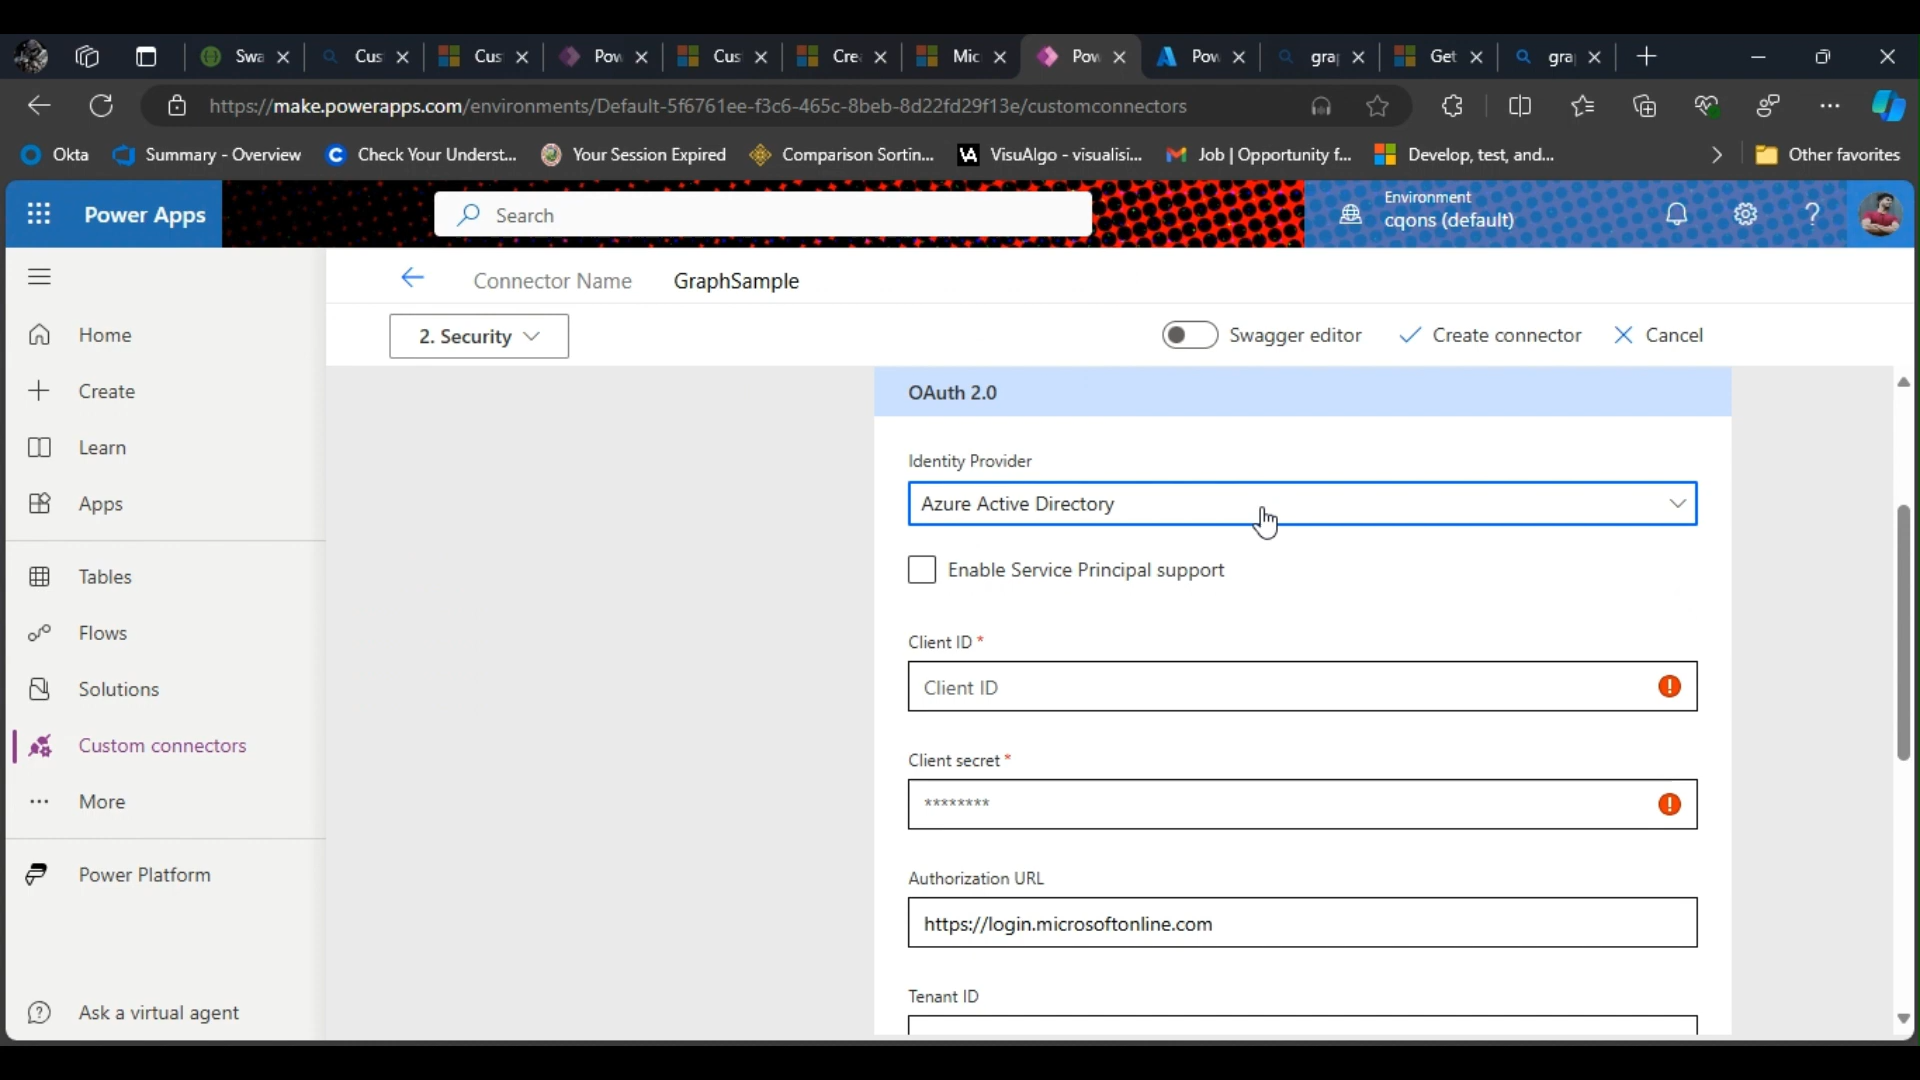 Swa
Cus
Cus
Pow
Cus
Cre
Mic
Pow
Pow
gra
Get
gra
https://make.powerapps.com/environments/Default-5f6761ee-f3c6-465c-8beb-8d22fd29f13e/customconnectors
Okta
Summary - Overview
Check Your Underst...
Your Session Expired
Comparison Sortin...
VisuAlgo - visualisi...
Job | Opportunity f...
Develop, test, and...
Other favorites
Power Apps
Search
Environment
cqons (default)
Connector Name
GraphSample
2. Security
Swagger editor
Create connector
Cancel
Home
Create
Learn
Apps
Tables
Flows
Solutions
Custom connectors
More
Power Platform
Ask a virtual agent
OAuth 2.0
Identity Provider
Azure Active Directory
Enable Service Principal support
Client ID *
Client ID
Client secret *
********
Authorization URL
https://login.microsoftonline.com
Tenant ID